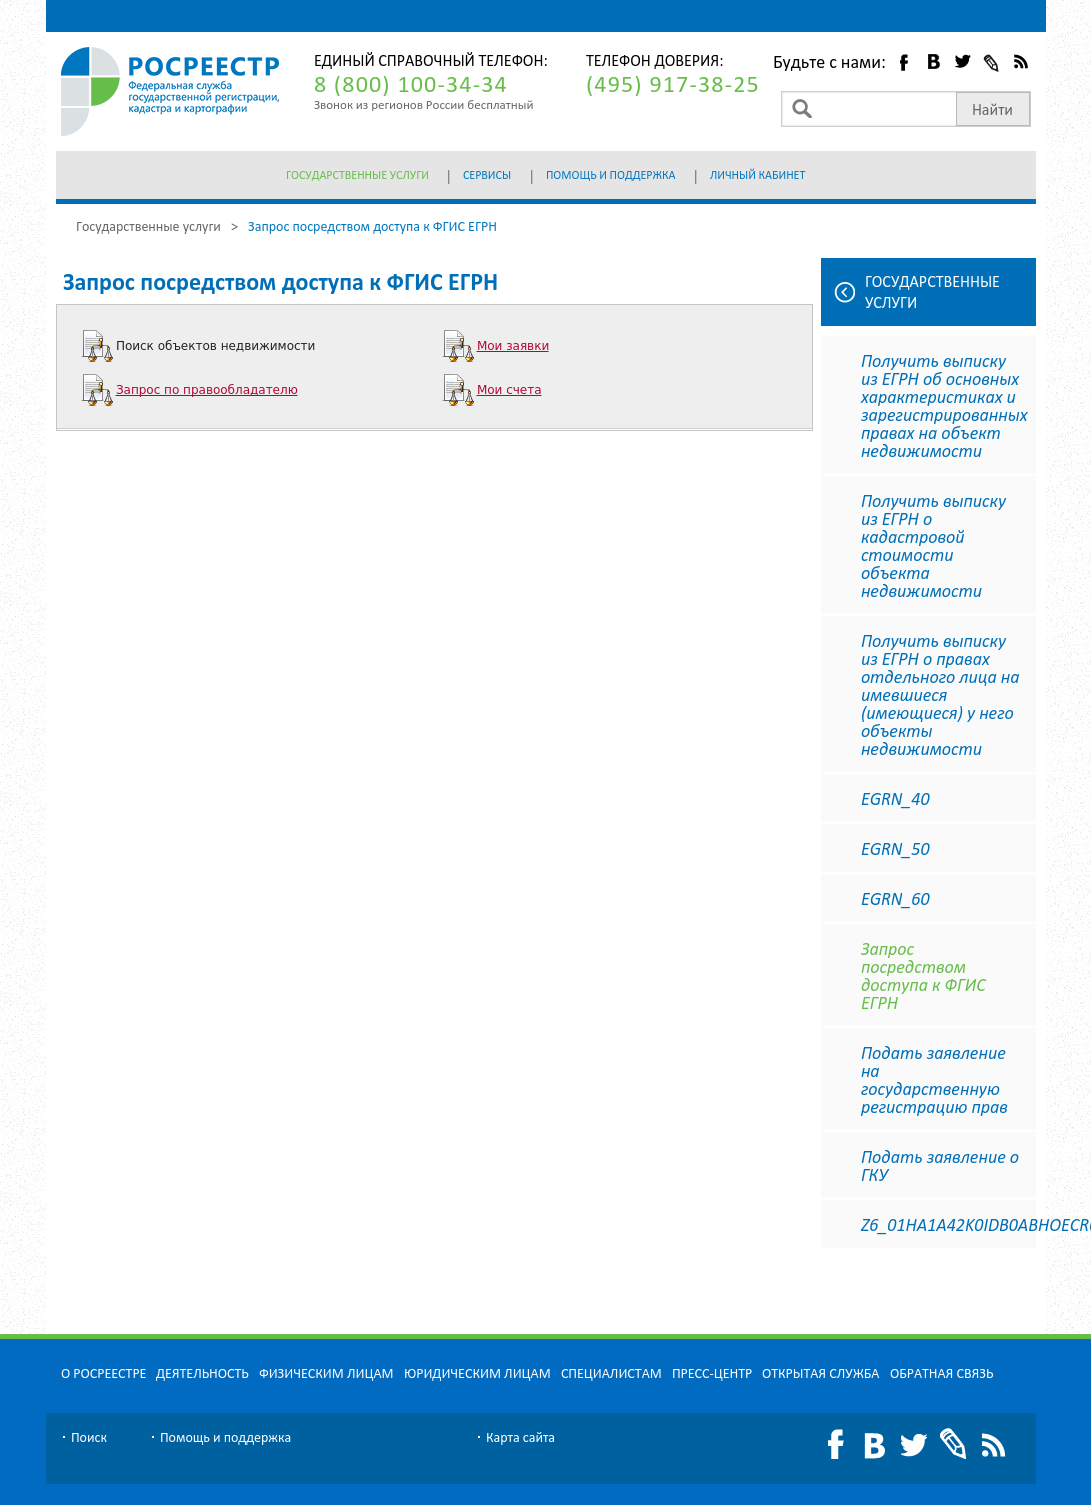 РОСРЕЕСТР
Федеральная служба
государственной регистрации,
кадастра и картографии
ЕДИНЫЙ СПРАВОЧНЫЙ ТЕЛЕФОН:
8 (800) 100-34-34
Звонок из регионов России бесплатный
ТЕЛЕФОН ДОВЕРИЯ:
(495) 917-38-25
Будьте с нами:
Найти
ГОСУДАРСТВЕННЫЕ УСЛУГИ | СЕРВИСЫ | ПОМОЩЬ И ПОДДЕРЖКА | ЛИЧНЫЙ КАБИНЕТ
Государственные услуги > Запрос посредством доступа к ФГИС ЕГРН
Запрос посредством доступа к ФГИС ЕГРН
Поиск объектов недвижимости
Мои заявки
Запрос по правообладателю
Мои счета
ГОСУДАРСТВЕННЫЕ
УСЛУГИ
Получить выписку
из ЕГРН об основных
характеристиках и
зарегистрированных
правах на объект
недвижимости
Получить выписку
из ЕГРН о
кадастровой
стоимости
объекта
недвижимости
Получить выписку
из ЕГРН о правах
отдельного лица на
имевшиеся
(имеющиеся) у него
объекты
недвижимости
EGRN_40
EGRN_50
EGRN_60
Запрос
посредством
доступа к ФГИС
ЕГРН
Подать заявление
на
государственную
регистрацию прав
Подать заявление о
ГКУ
Z6_01HA1A42K0IDB0ABHOECR
О РОСРЕЕСТРЕ ДЕЯТЕЛЬНОСТЬ ФИЗИЧЕСКИМ ЛИЦАМ ЮРИДИЧЕСКИМ ЛИЦАМ СПЕЦИАЛИСТАМ ПРЕСС-ЦЕНТР ОТКРЫТАЯ СЛУЖБА ОБРАТНАЯ СВЯЗЬ
· Поиск · Помощь и поддержка · Карта сайта